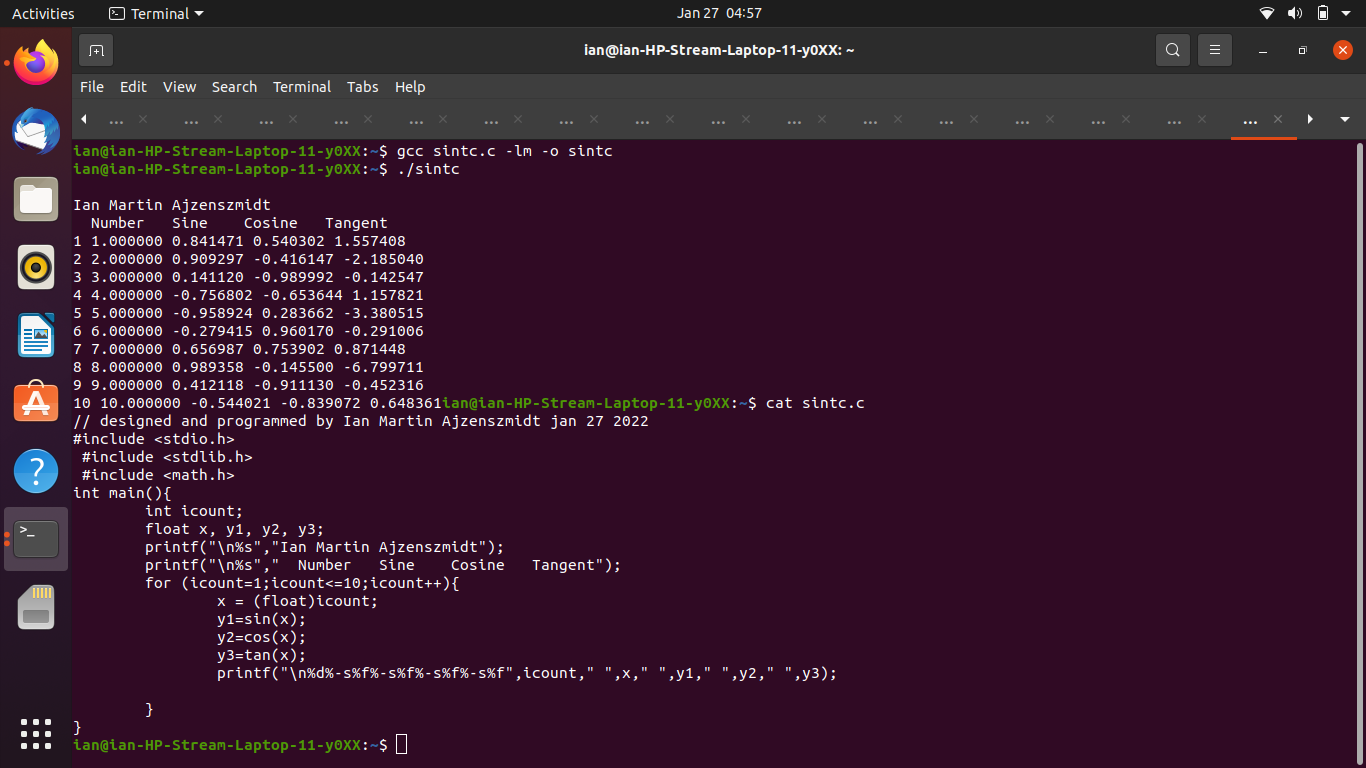 Activities Terminal Jan 27 04:57
ian@ian-HP-Stream-Laptop-11-y0XX: ~
File Edit View Search Terminal Tabs Help
... ... ... ... ... ... ... ... ... ... ... ... ... ... ... ...
ian@ian-HP-Stream-Laptop-11-y0XX:~$ gcc sintc.c -lm -o sintc
ian@ian-HP-Stream-Laptop-11-y0XX:~$ ./sintc
Ian Martin Ajzenszmidt
  Number   Sine    Cosine   Tangent
1 1.000000 0.841471 0.540302 1.557408
2 2.000000 0.909297 -0.416147 -2.185040
3 3.000000 0.141120 -0.989992 -0.142547
4 4.000000 -0.756802 -0.653644 1.157821
5 5.000000 -0.958924 0.283662 -3.380515
6 6.000000 -0.279415 0.960170 -0.291006
7 7.000000 0.656987 0.753902 0.871448
8 8.000000 0.989358 -0.145500 -6.799711
9 9.000000 0.412118 -0.911130 -0.452316
10 10.000000 -0.544021 -0.839072 0.648361ian@ian-HP-Stream-Laptop-11-y0XX:~$ cat sintc.c
// designed and programmed by Ian Martin Ajzenszmidt jan 27 2022
#include <stdio.h>
 #include <stdlib.h>
 #include <math.h>
int main(){
        int icount;
        float x, y1, y2, y3;
        printf("\n%s","Ian Martin Ajzenszmidt");
        printf("\n%s","  Number   Sine    Cosine   Tangent");
        for (icount=1;icount<=10;icount++){
                x = (float)icount;
                y1=sin(x);
                y2=cos(x);
                y3=tan(x);
                printf("\n%d%-s%f%-s%f%-s%f%-s%f",icount," ",x," ",y1," ",y2," ",y3);
        }
}
ian@ian-HP-Stream-Laptop-11-y0XX:~$